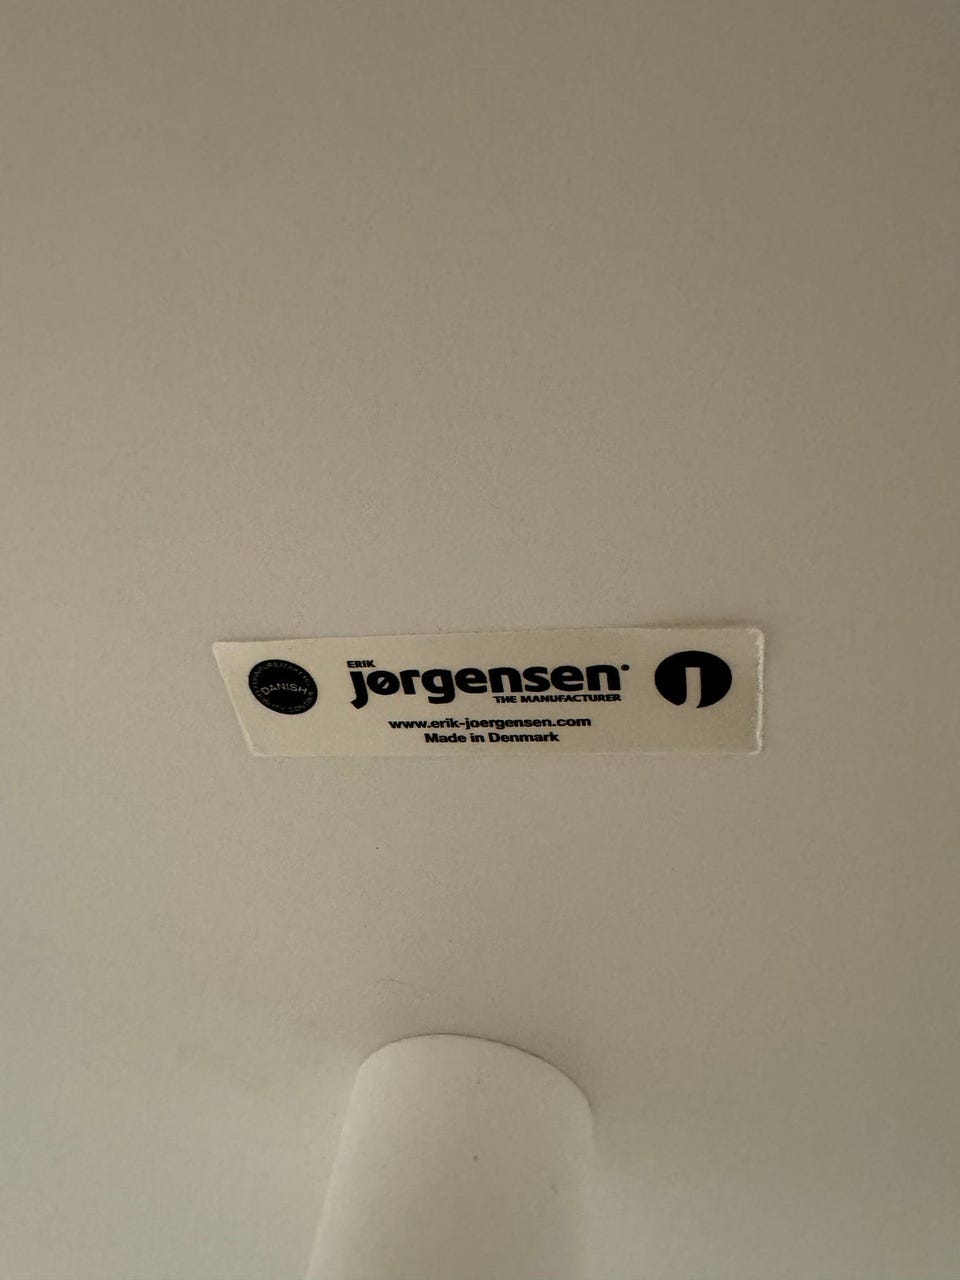 DANISH
ERIK
jørgensen®
THE MANUFACTURER
www.erik-joergensen.com
Made in Denmark